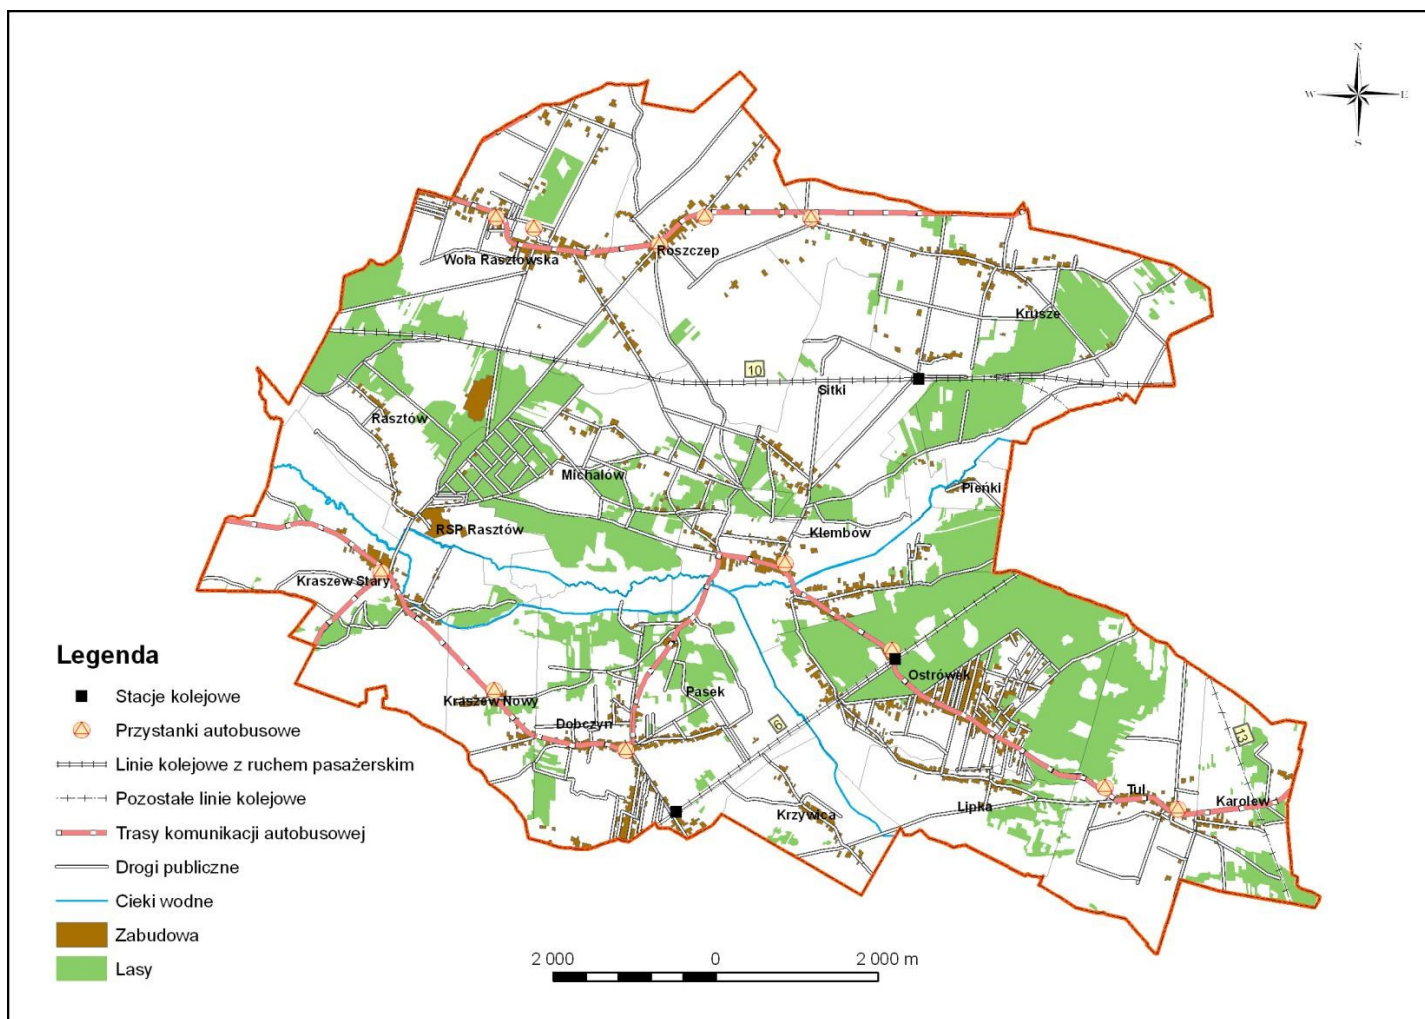 N
W E
S
Wola Rasztowska
Roszczep
Krusze
10
Sitki
Rasztów
Michalów
Pieńki
RSP Rasztów
Klembów
Kraszew Stary
Ostrówek
Pasek
Kraszew Nowy
Dobczyn
6
13
Tul
Karolew
Lipka
Krzywica
Legenda
Stacje kolejowe
Przystanki autobusowe
Linie kolejowe z ruchem pasażerskim
Pozostałe linie kolejowe
Trasy komunikacji autobusowej
Drogi publiczne
Cieki wodne
Zabudowa
Lasy
2 000 0 2 000 m